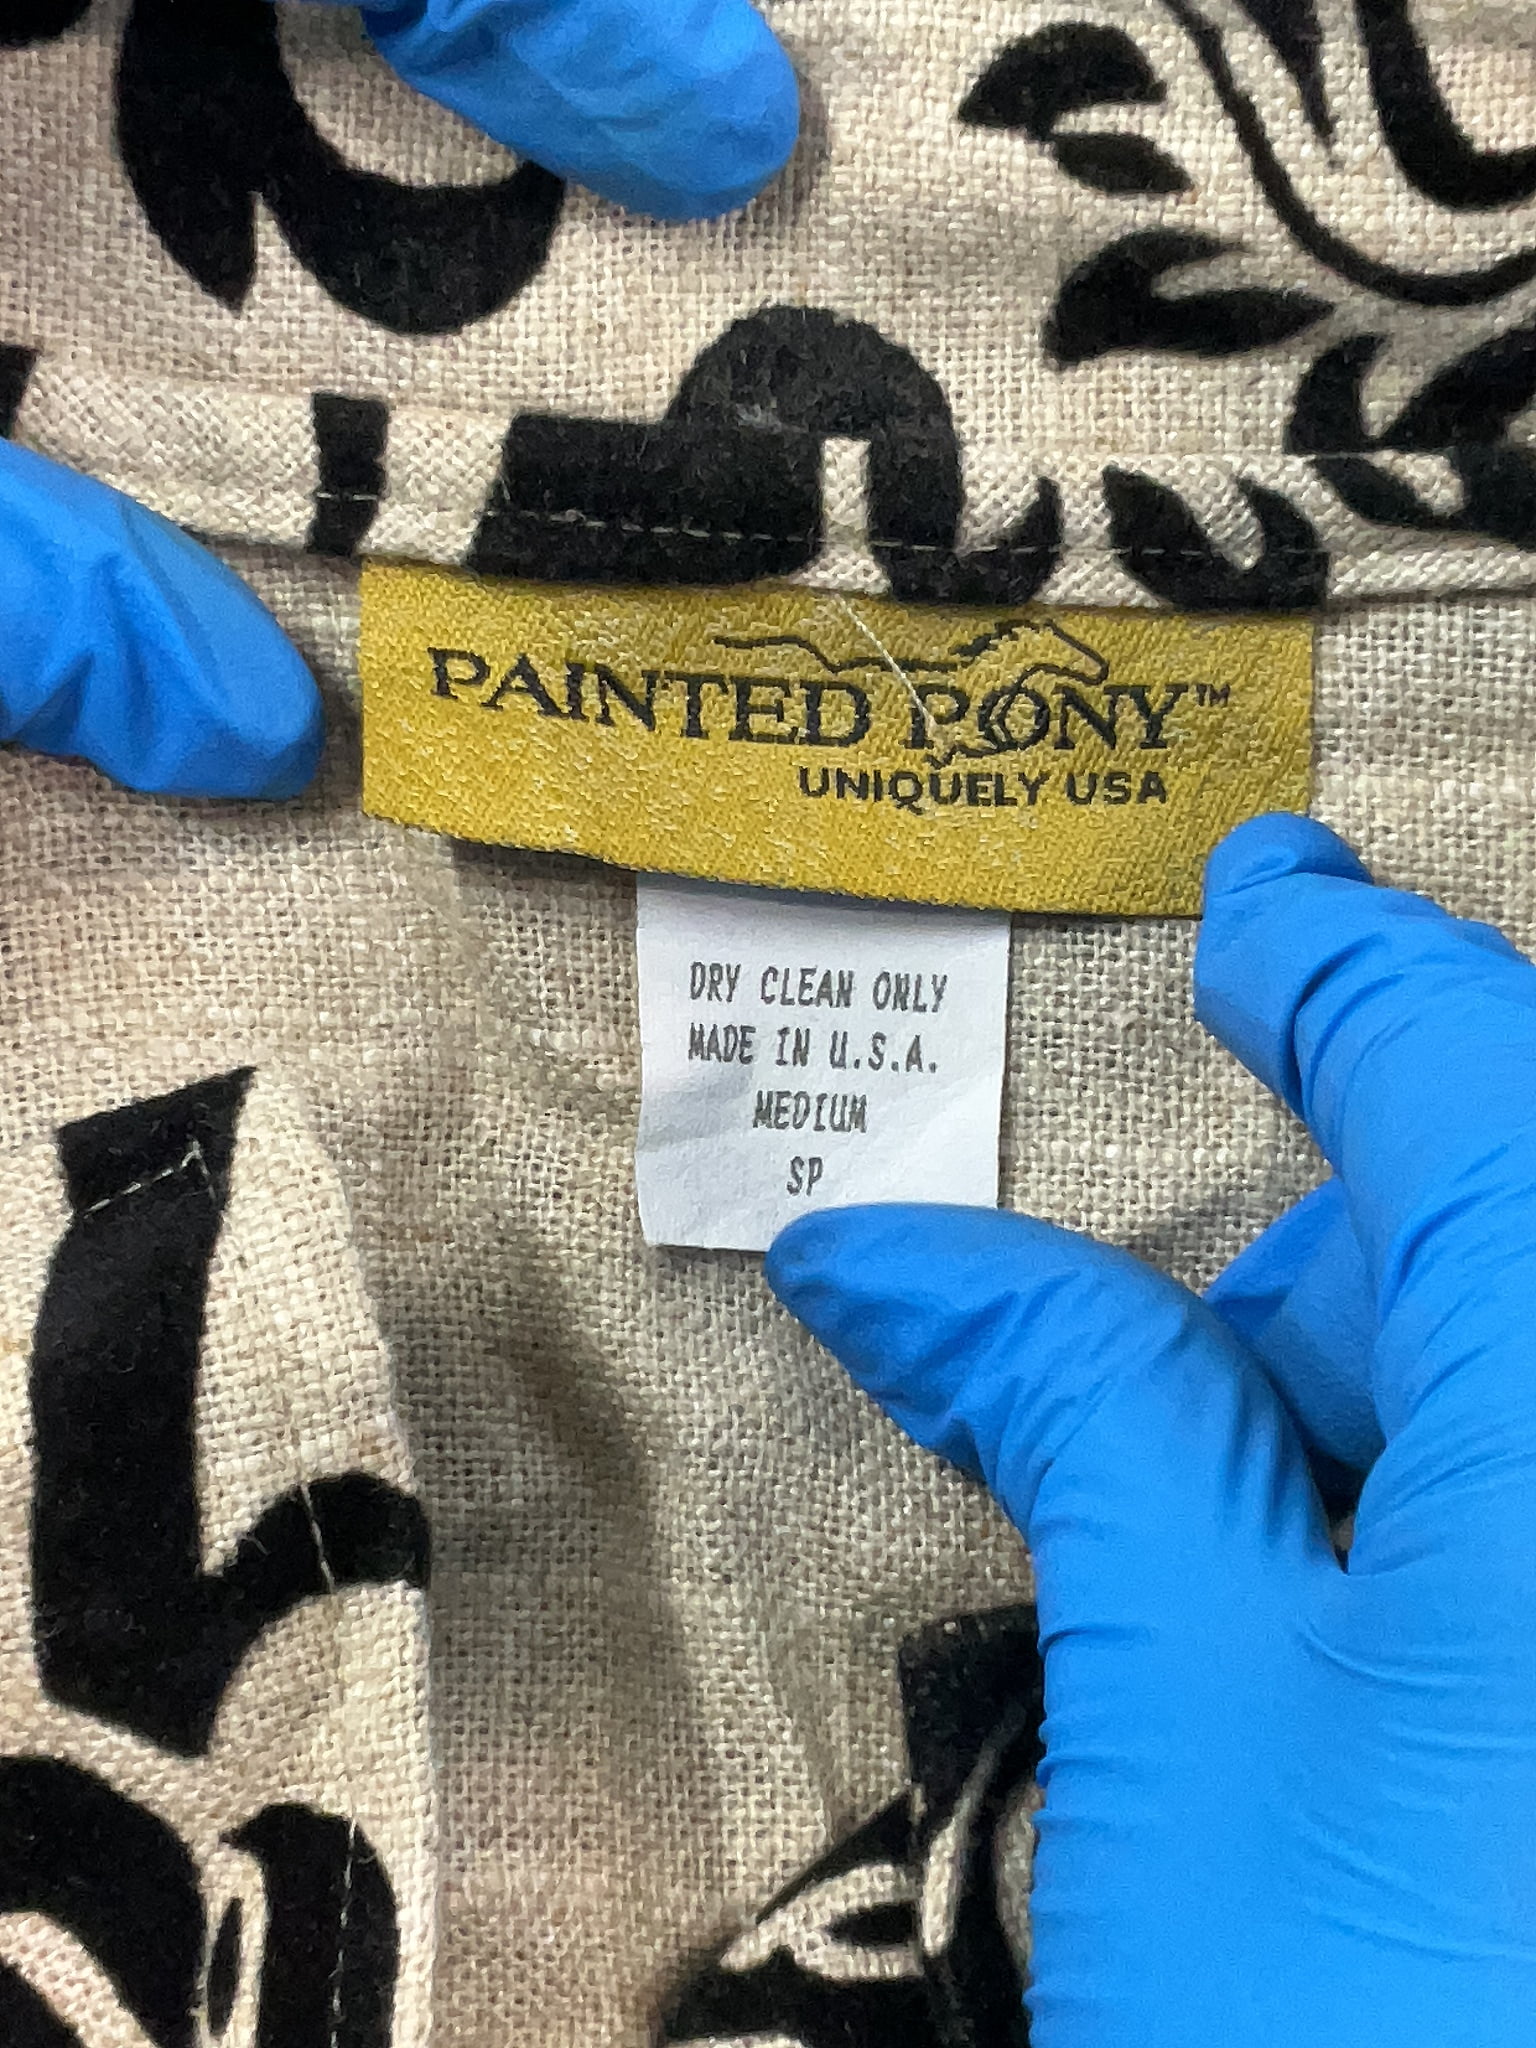 PAINTED PONY™
UNIQUELY USA
DRY CLEAN ONLY
MADE IN U.S.A.
MEDIUM
SP